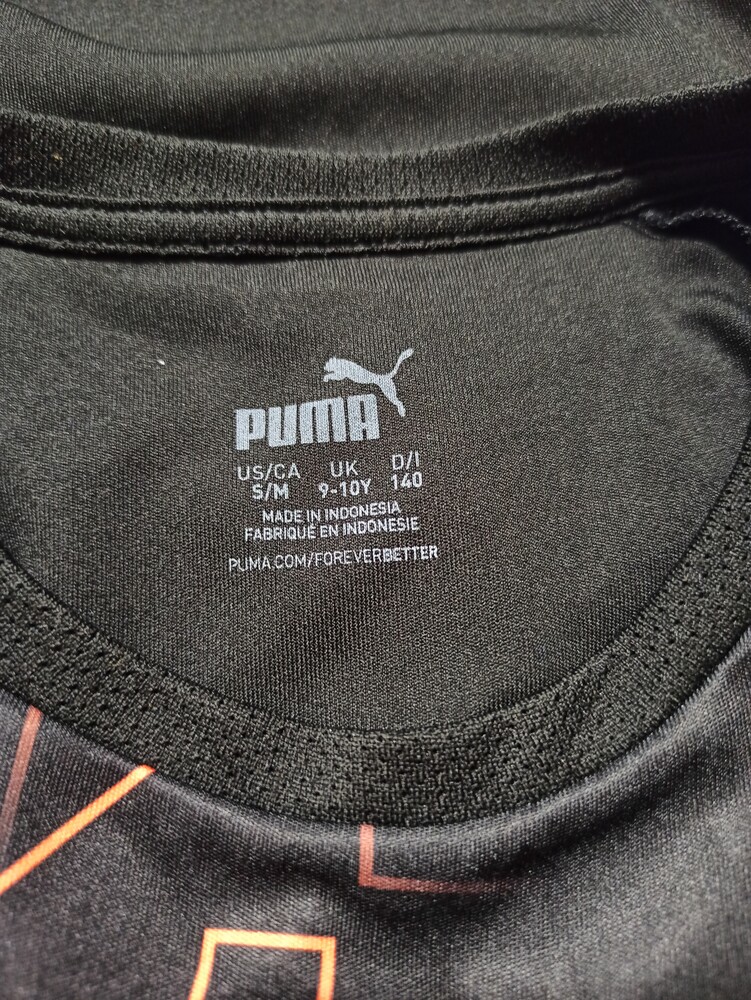 PUMA
US/CA UK D/I
S/M 9-10Y 140
MADE IN INDONESIA
FABRIQUÉ EN INDONESIE
PUMA.COM/FOREVERBETTER